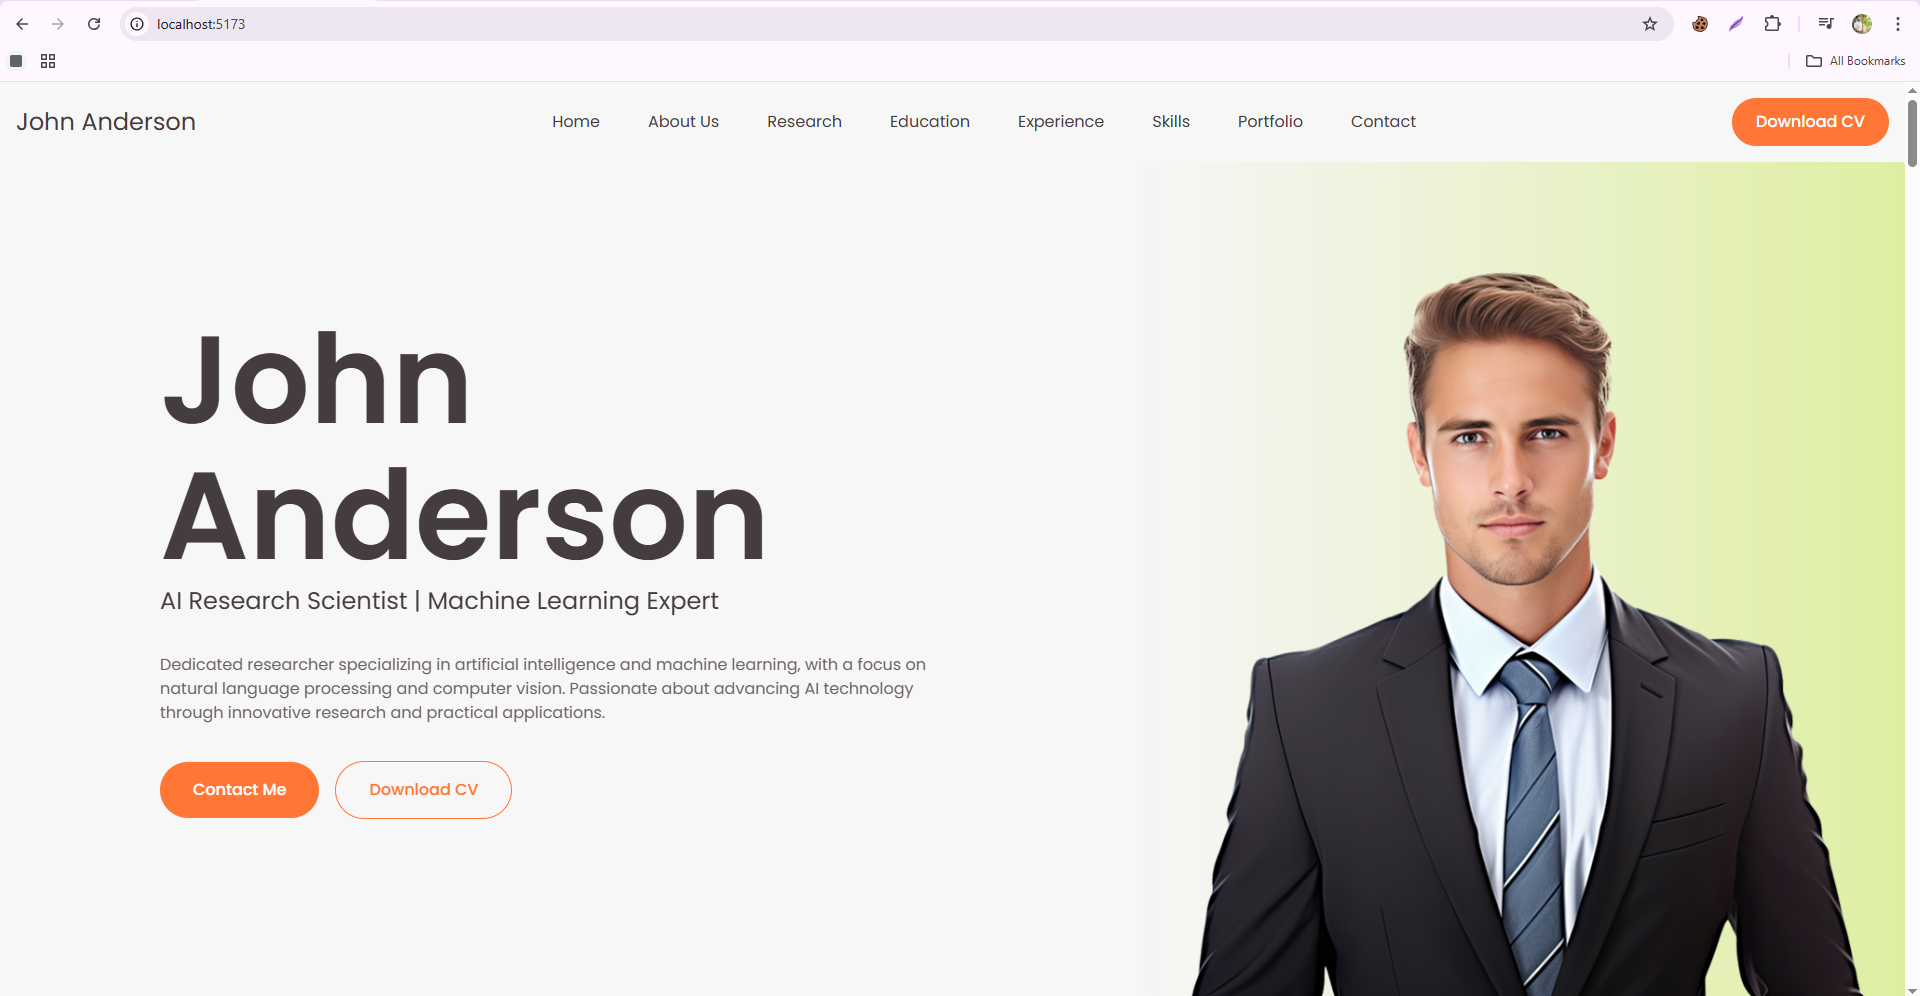 localhost:5173
All Bookmarks
John Anderson
Home About Us Research Education Experience Skills Portfolio Contact
Download CV
John
Anderson
AI Research Scientist | Machine Learning Expert
Dedicated researcher specializing in artificial intelligence and machine learning, with a focus on
natural language processing and computer vision. Passionate about advancing AI technology
through innovative research and practical applications.
Contact Me Download CV